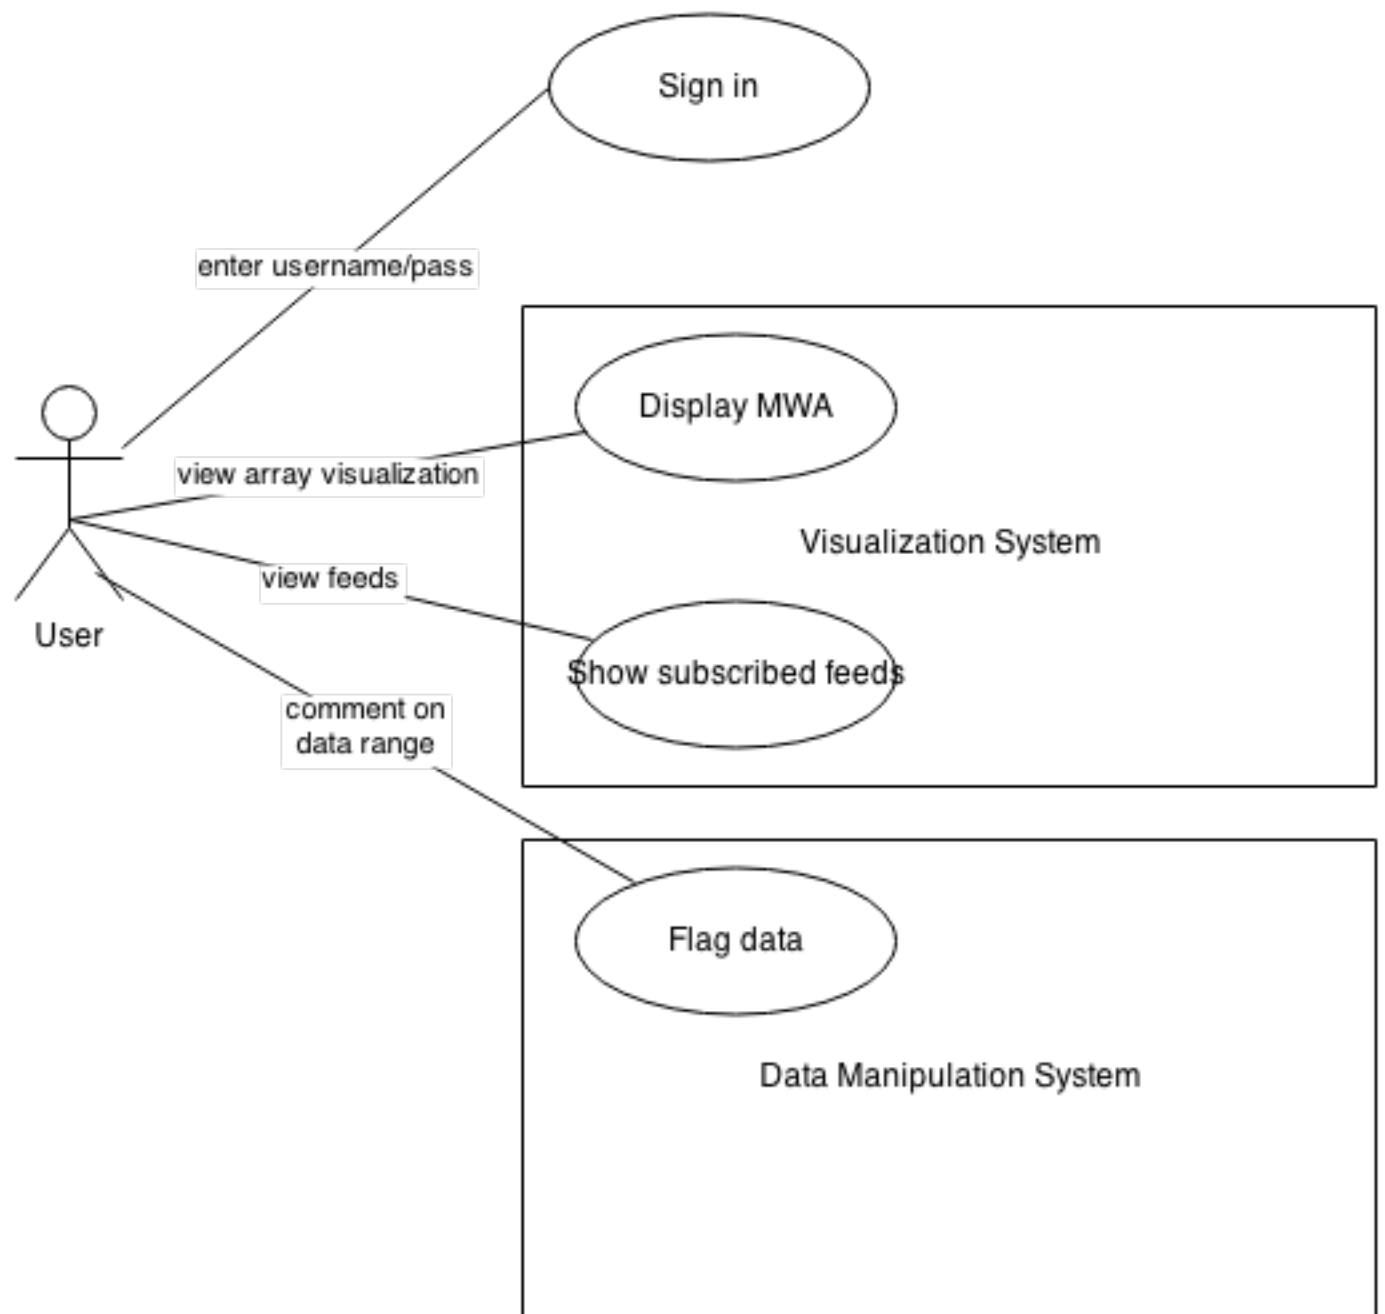 Sign in
enter username/pass
Display MWA
view array visualization
Visualization System
view feeds
User
Show subscribed feeds
comment on
data range
Flag data
Data Manipulation System